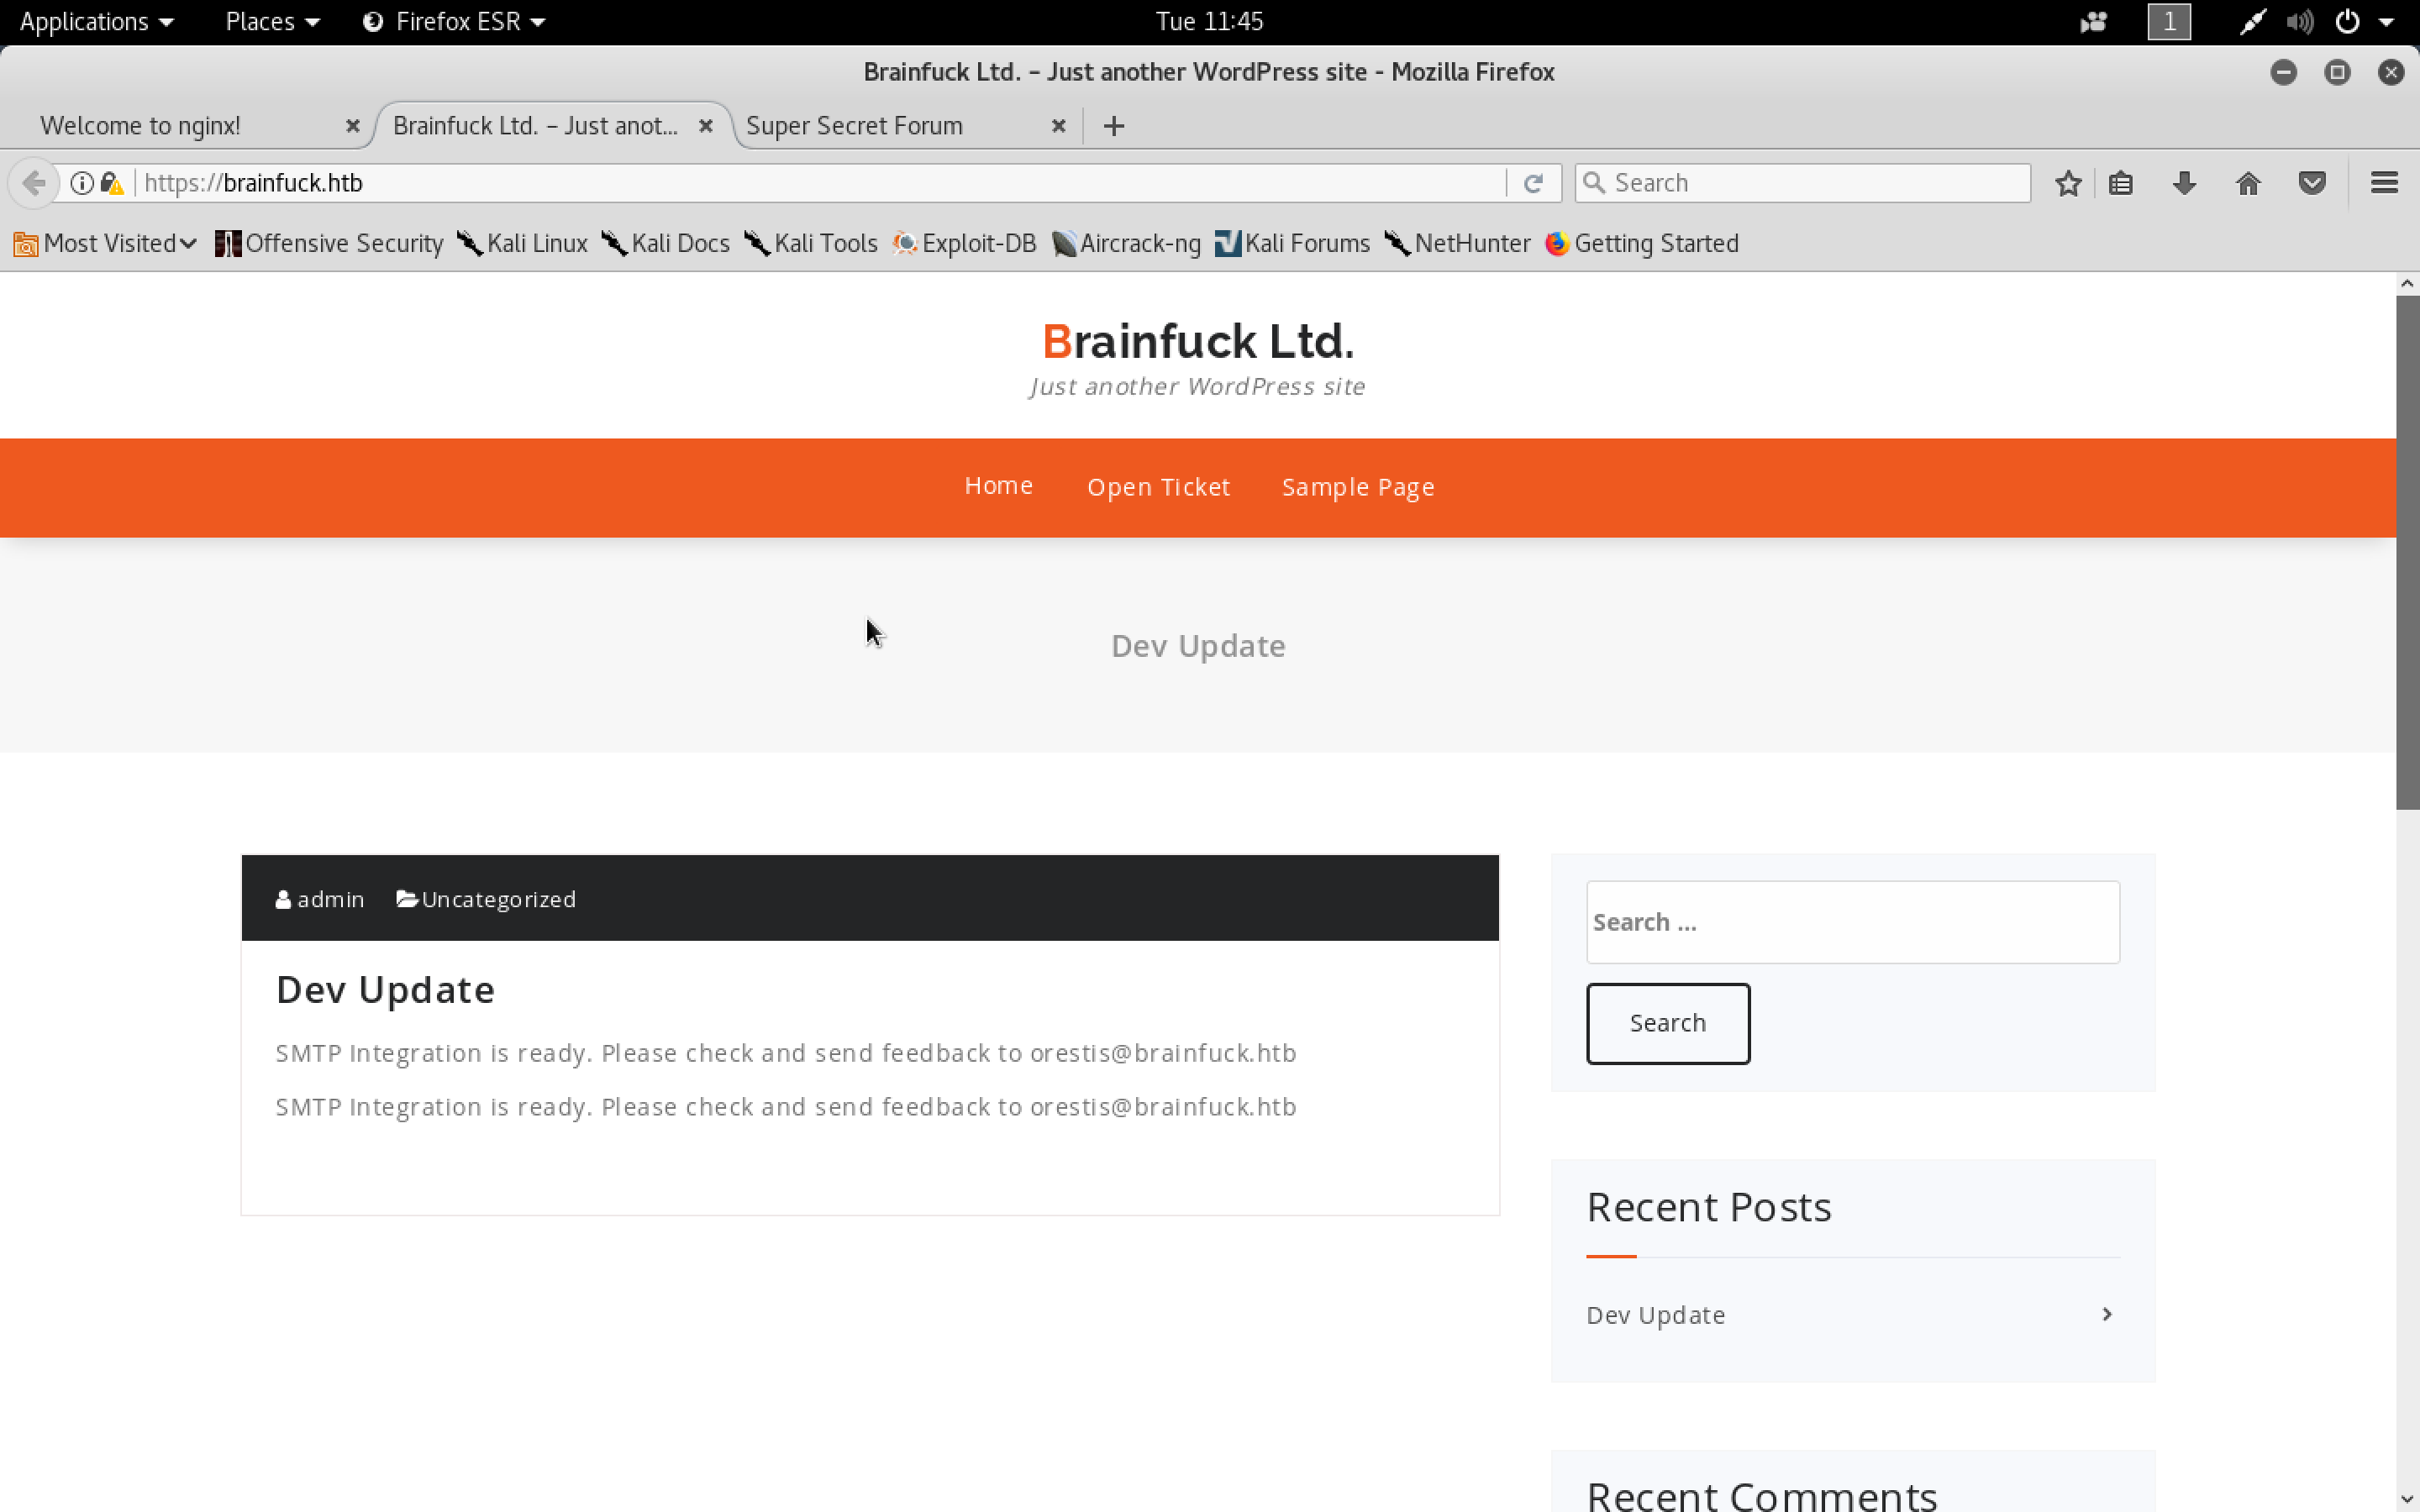 Applications Places Firefox ESR Tue 11:45 1
Brainfuck Ltd. – Just another WordPress site - Mozilla Firefox
Welcome to nginx! Brainfuck Ltd. – Just anot... Super Secret Forum
https://brainfuck.htb Search
Most Visited Offensive Security Kali Linux Kali Docs Kali Tools Exploit-DB Aircrack-ng Kali Forums NetHunter Getting Started
Brainfuck Ltd.
Just another WordPress site
Home Open Ticket Sample Page
Dev Update
admin Uncategorized
Dev Update
SMTP Integration is ready. Please check and send feedback to orestis@brainfuck.htb
SMTP Integration is ready. Please check and send feedback to orestis@brainfuck.htb
Search ...
Search
Recent Posts
Dev Update
Recent Comments